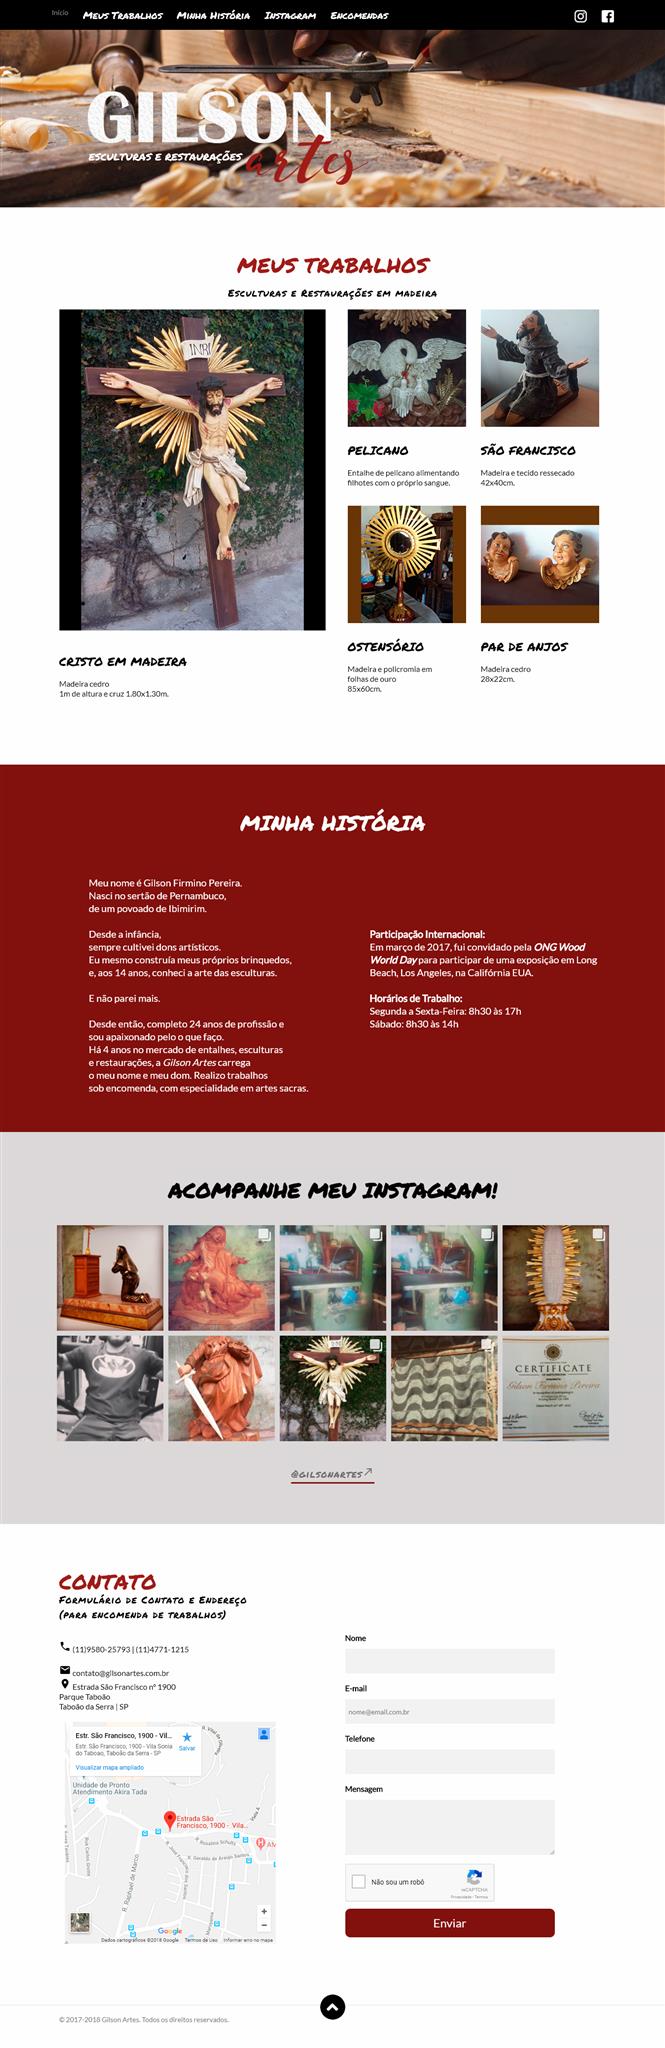 Início
Meus Trabalhos
Minha História
Instagram
Encomendas
GILSON
artes
ESCULTURAS E RESTAURAÇÕES
MEUS TRABALHOS
Esculturas e Restaurações em madeira
INRI
CRISTO EM MADEIRA
Madeira cedro
1m de altura e cruz 1.80x1.30m.
PELICANO
Entalhe de pelicano alimentando
filhotes com o próprio sangue.
SÃO FRANCISCO
Madeira e tecido ressecado
42x40cm.
OSTENSÓRIO
Madeira e policromia em
folhas de ouro
85x60cm.
PAR DE ANJOS
Madeira cedro
28x22cm.
MINHA HISTÓRIA
Meu nome é Gilson Firmino Pereira.
Nasci no sertão de Pernambuco,
de um povoado de Ibimirim.
Desde a infância,
sempre cultivei dons artísticos.
Eu mesmo construía meus próprios brinquedos,
e, aos 14 anos, conheci a arte das esculturas.
E não parei mais.
Desde então, completo 24 anos de profissão e
sou apaixonado pelo o que faço.
Há 4 anos no mercado de entalhes, esculturas
e restaurações, a Gilson Artes carrega
o meu nome e meu dom. Realizo trabalhos
sob encomenda, com especialidade em artes sacras.
Participação Internacional:
Em março de 2017, fui convidado pela ONG Wood
World Day para participar de uma exposição em Long
Beach, Los Angeles, na Califórnia EUA.
Horários de Trabalho:
Segunda a Sexta-Feira: 8h30 às 17h
Sábado: 8h30 às 14h
ACOMPANHE MEU INSTAGRAM!
CERTIFICATE
Gilson Firmino Pereira
@gilsonartes
CONTATO
Formulário de Contato e Endereço
(para encomenda de trabalhos)
(11)9580-25793 | (11)4771-1215
contato@gilsonartes.com.br
Estrada São Francisco nº 1900
Parque Taboão
Taboão da Serra | SP
Estr. São Francisco, 1900 - Vil...
Estr. São Francisco, 1900 - Vila Sonia
do Taboao, Taboão da Serra - SP
Salvar
Visualizar mapa ampliado
Unidade de Pronto
Atendimento Akira Tada
Estrada São
Francisco, 1900 - Vila...
R. Rosalina Schultz
R. Geraldo de Araujo Santos
R. Raphael de Marco
AM
Google
Dados cartográficos ©2018 Google
Termos de Uso
Informar erro no mapa
Nome
E-mail
nome@email.com.br
Telefone
Mensagem
Não sou um robô
reCAPTCHA
Privacidade - Termos
Enviar
© 2017-2018 Gilson Artes. Todos os direitos reservados.